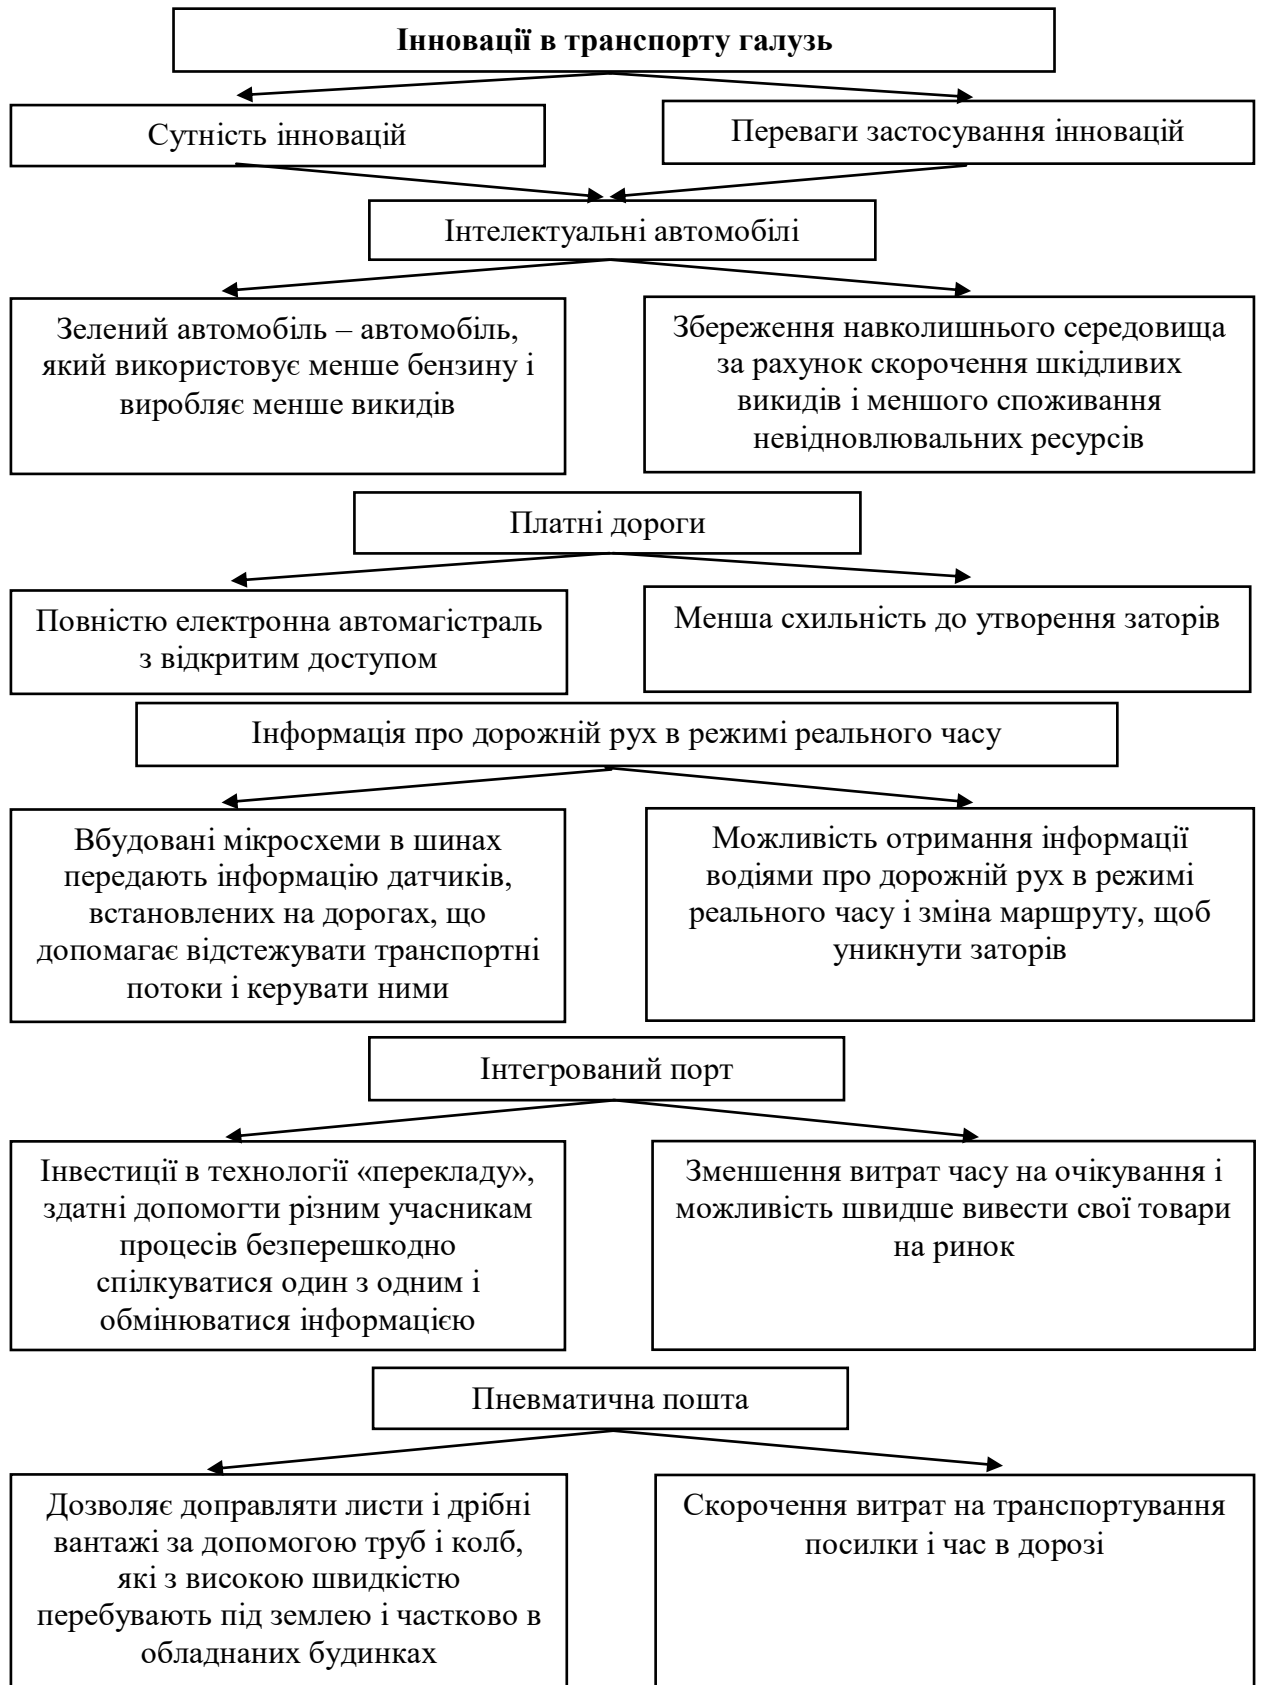 Інновації в транспорту галузь
Сутність інновацій
Переваги застосування інновацій
Інтелектуальні автомобілі
Зелений автомобіль – автомобіль,
який використовує менше бензину і
виробляє менше викидів
Збереження навколишнього середовища
за рахунок скорочення шкідливих
викидів і меншого споживання
невідновлювальних ресурсів
Платні дороги
Повністю електронна автомагістраль
з відкритим доступом
Менша схильність до утворення заторів
Інформація про дорожній рух в режимі реального часу
Вбудовані мікросхеми в шинах
передають інформацію датчиків,
встановлених на дорогах, що
допомагає відстежувати транспортні
потоки і керувати ними
Можливість отримання інформації
водіями про дорожній рух в режимі
реального часу і зміна маршруту, щоб
уникнути заторів
Інтегрований порт
Інвестиції в технології «перекладу»,
здатні допомогти різним учасникам
процесів безперешкодно
спілкуватися один з одним і
обмінюватися інформацією
Зменшення витрат часу на очікування і
можливість швидше вивести свої товари
на ринок
Пневматична пошта
Дозволяє доправляти листи і дрібні
вантажі за допомогою труб і колб,
які з високою швидкістю
перебувають під землею і частково в
обладнаних будинках
Скорочення витрат на транспортування
посилки і час в дорозі